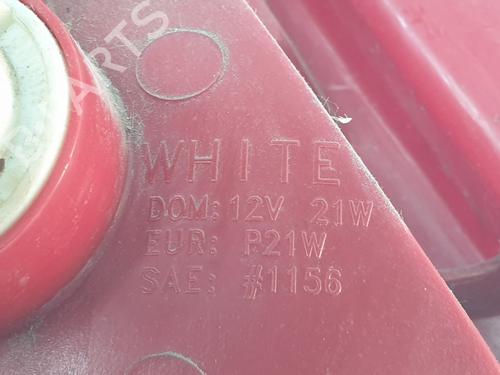 WHITE
DOM: 12V 21W
EUR: P21W
SAE: #1156